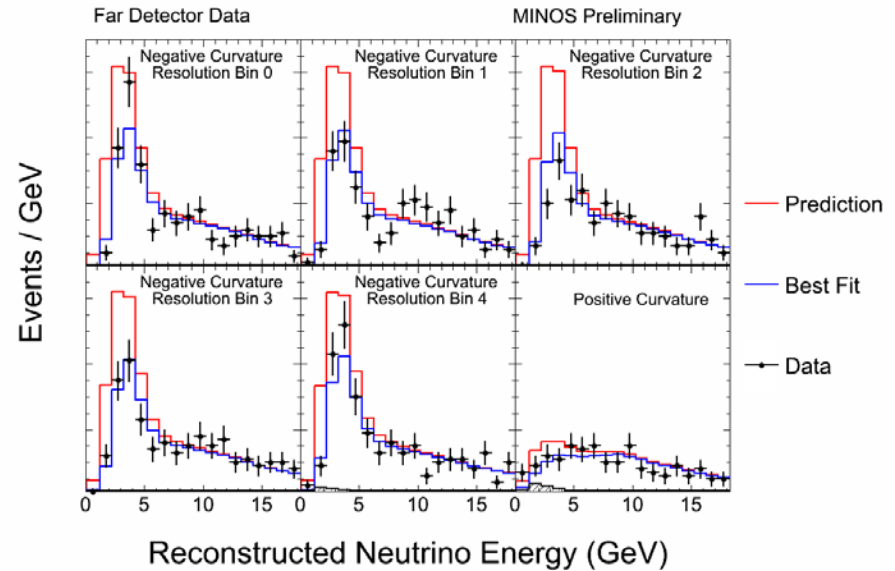 Far Detector Data
MINOS Preliminary
Negative Curvature
Resolution Bin 0
Negative Curvature
Resolution Bin 1
Negative Curvature
Resolution Bin 2
Negative Curvature
Resolution Bin 3
Negative Curvature
Resolution Bin 4
Positive Curvature
Events / GeV
Prediction
Best Fit
Data
0 5 10 15 0 5 10 15 0 5 10 15
Reconstructed Neutrino Energy (GeV)